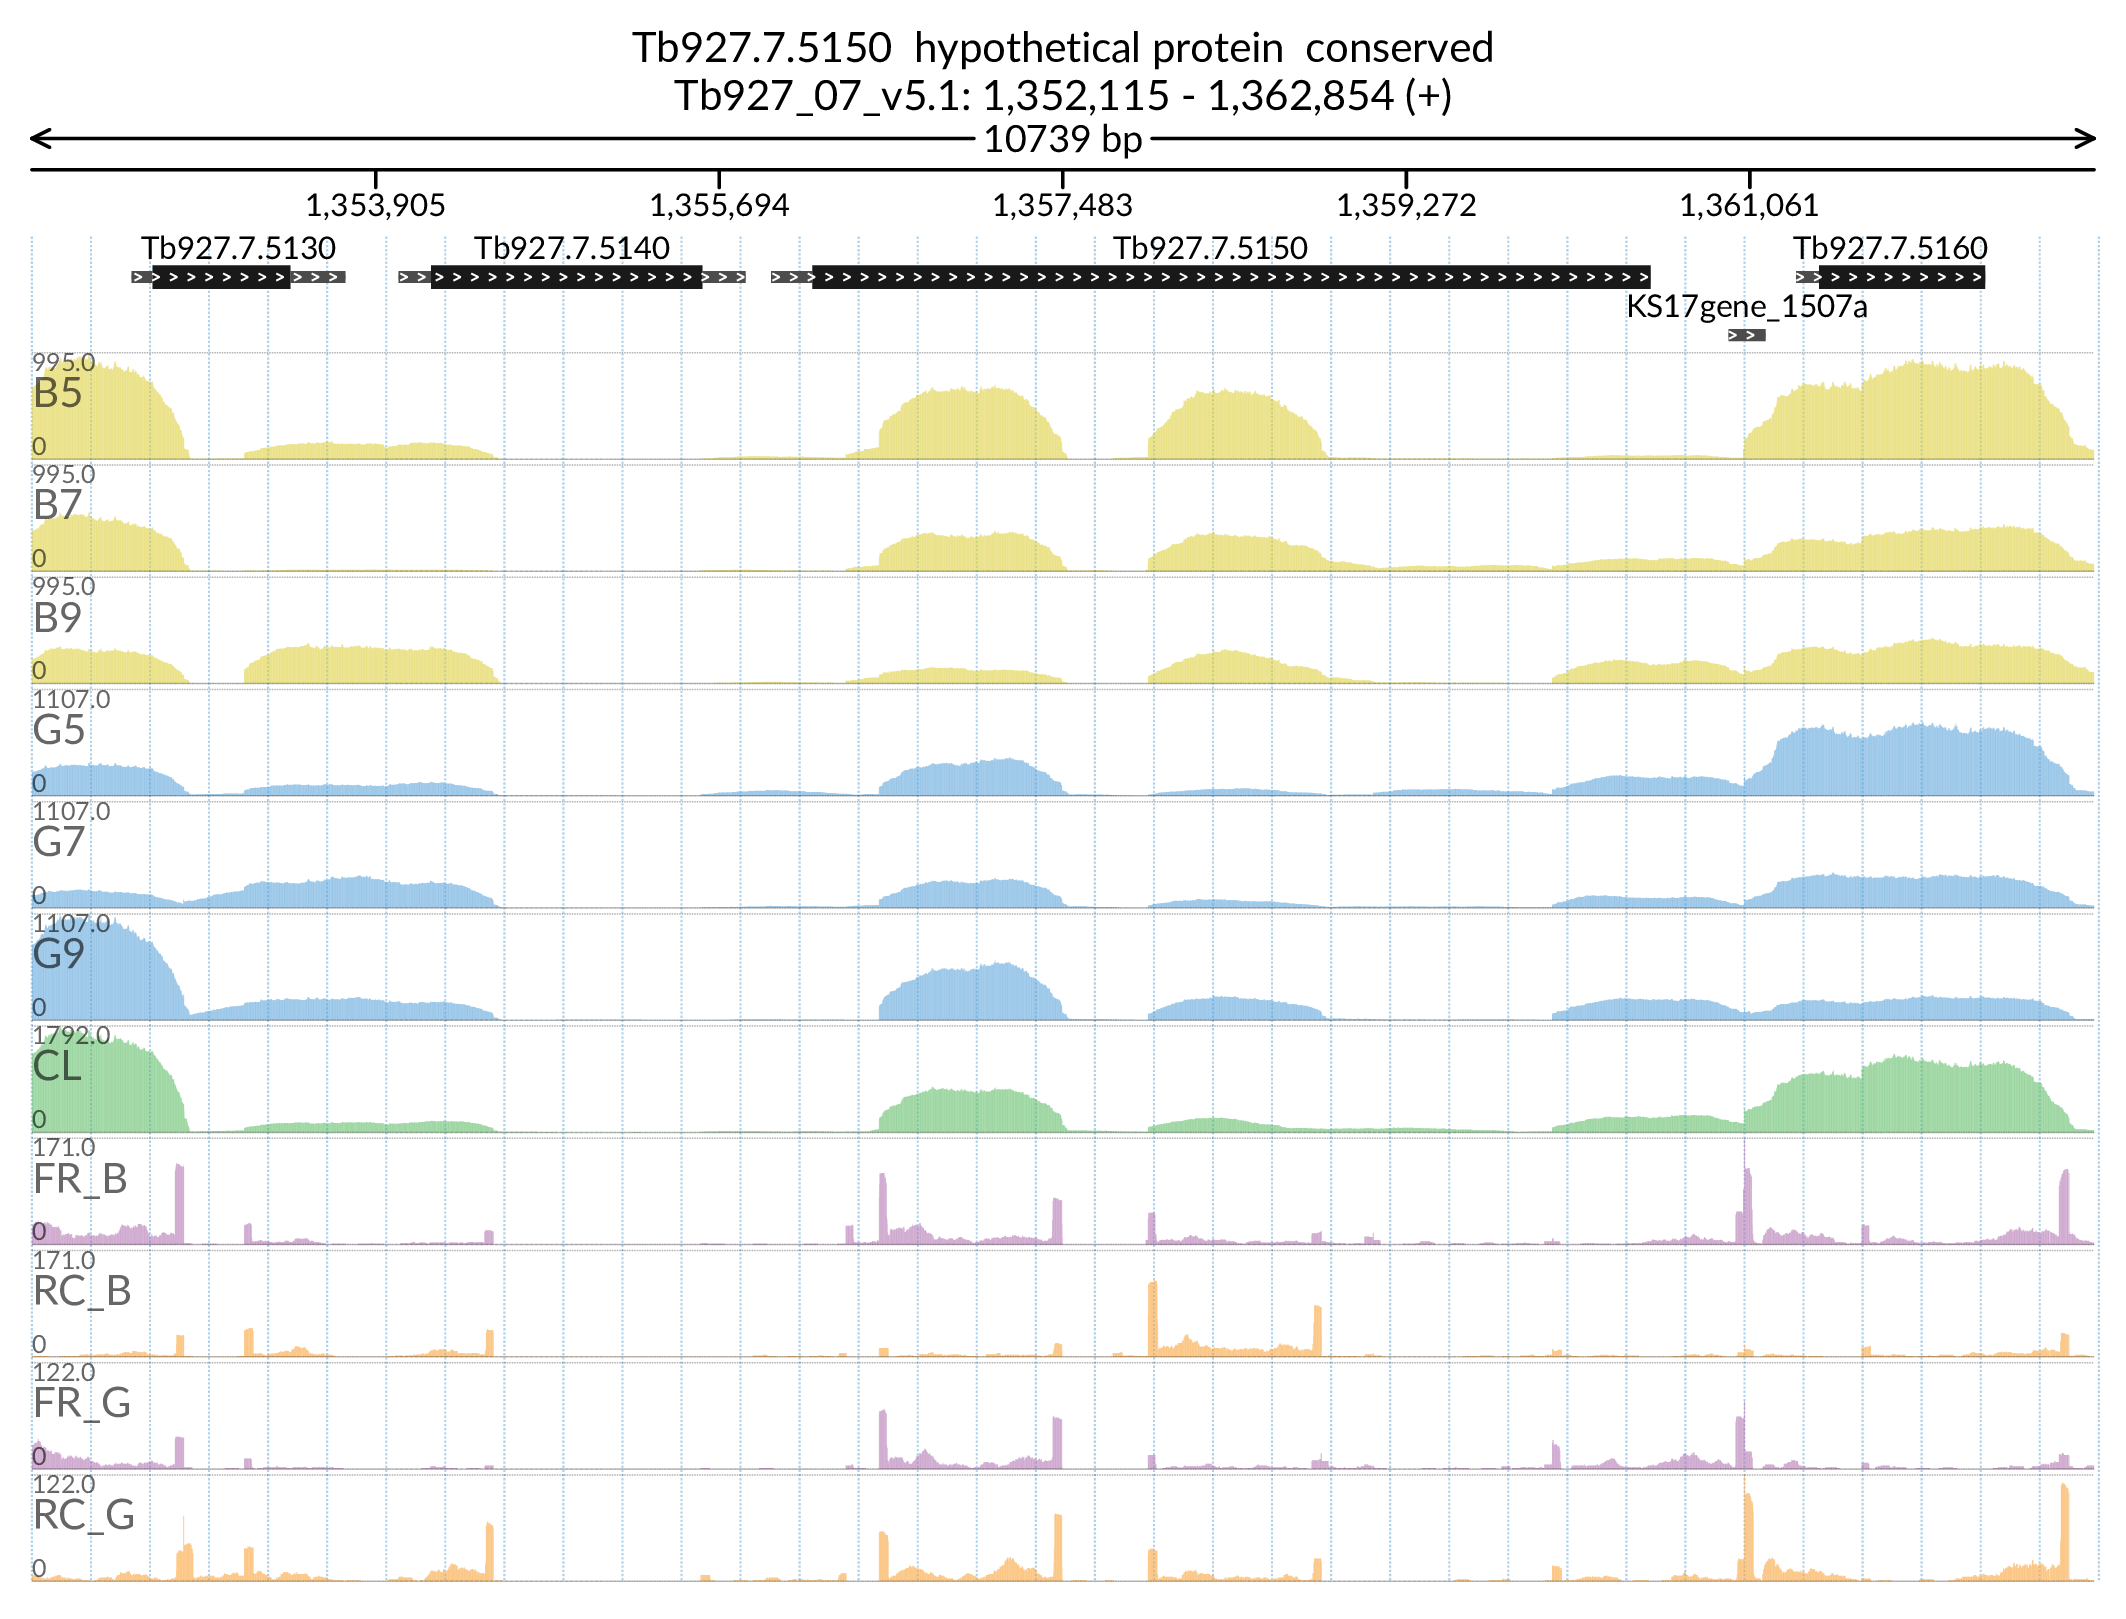 Tb927.7.5150 hypothetical protein conserved
Tb927_07_v5.1: 1,352,115 - 1,362,854 (+)
10739 bp
1,353,905 1,355,694 1,357,483 1,359,272 1,361,061
Tb927.7.5130 Tb927.7.5140 Tb927.7.5150 Tb927.7.5160
KS17gene_1507a
995.0
B5
0
995.0
B7
0
995.0
B9
0
1107.0
G5
0
1107.0
G7
0
1107.0
G9
0
1792.0
CL
0
171.0
FR_B
0
171.0
RC_B
0
122.0
FR_G
0
122.0
RC_G
0